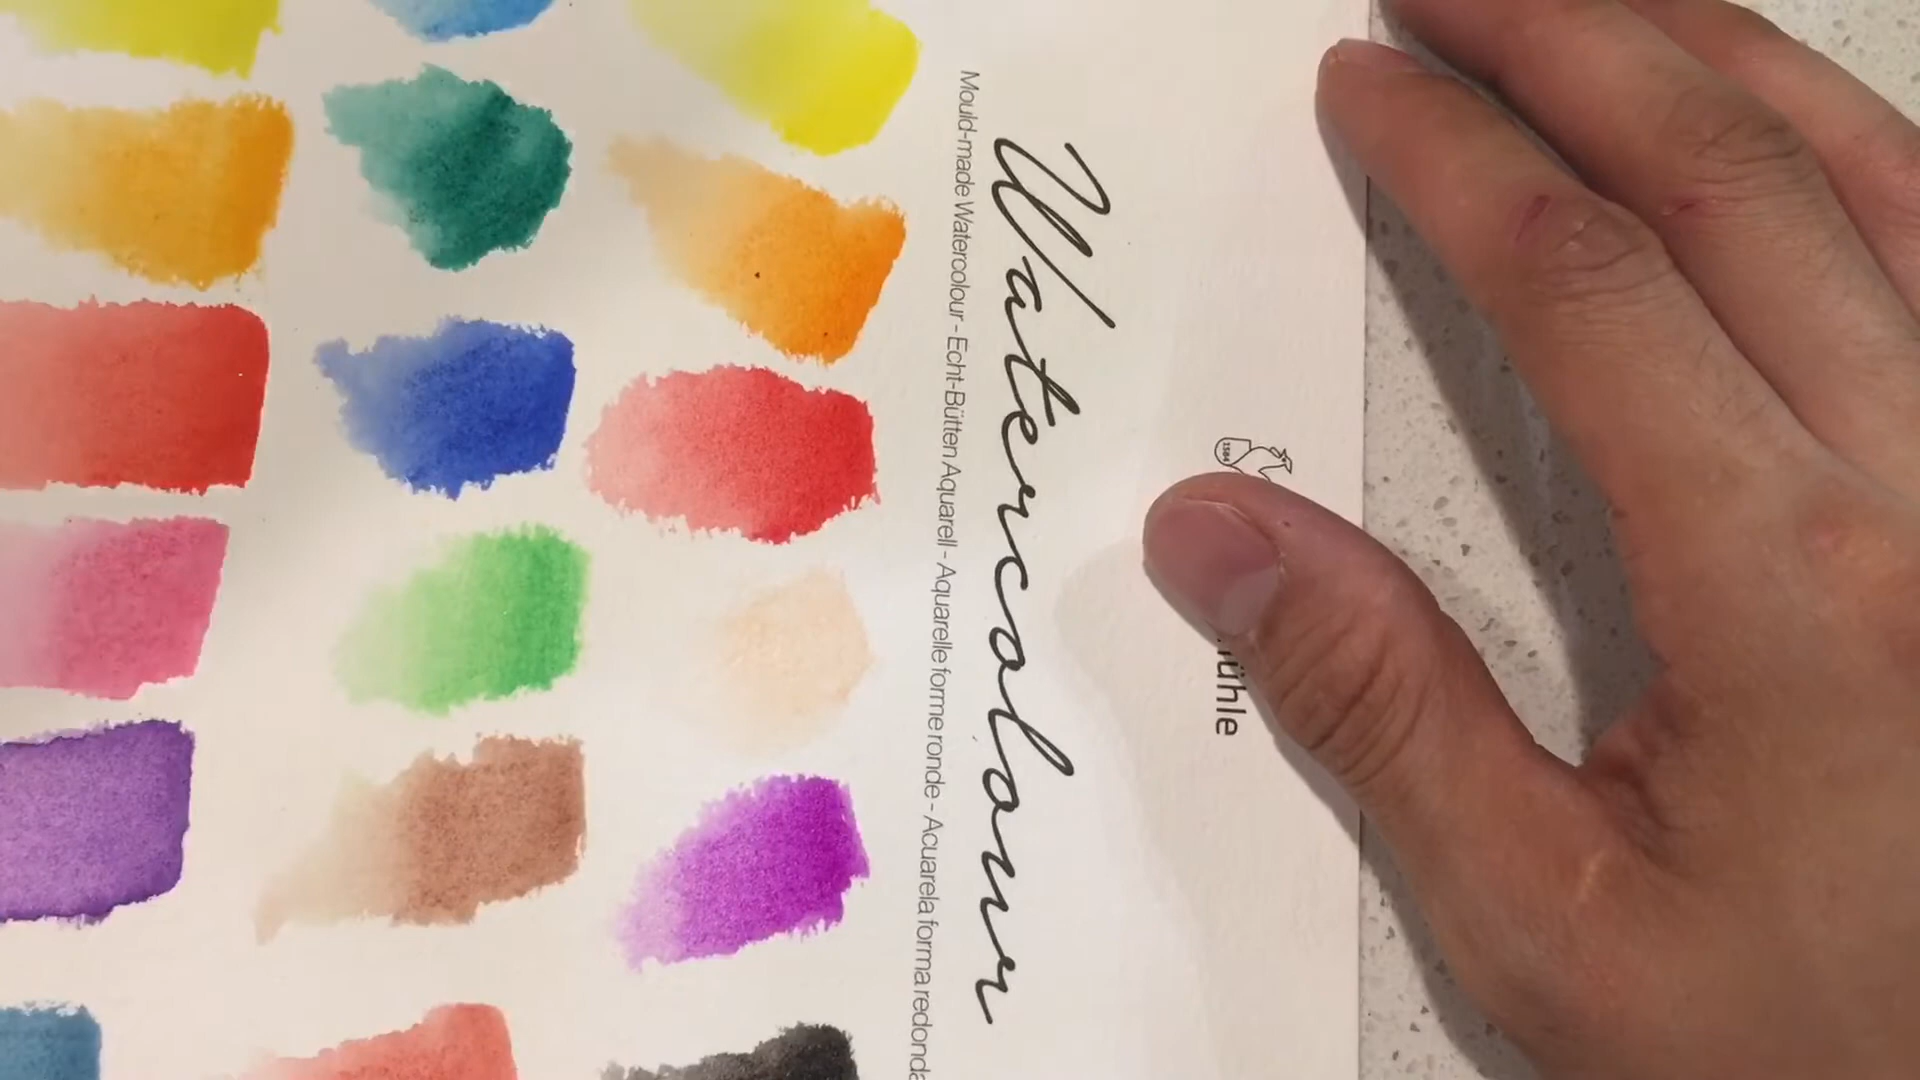 1584
ühle
Watercolour
Mould-made Watercolour - Echt-Bütten Aquarell - Aquarelle forme ronde - Acuarela forma redonda